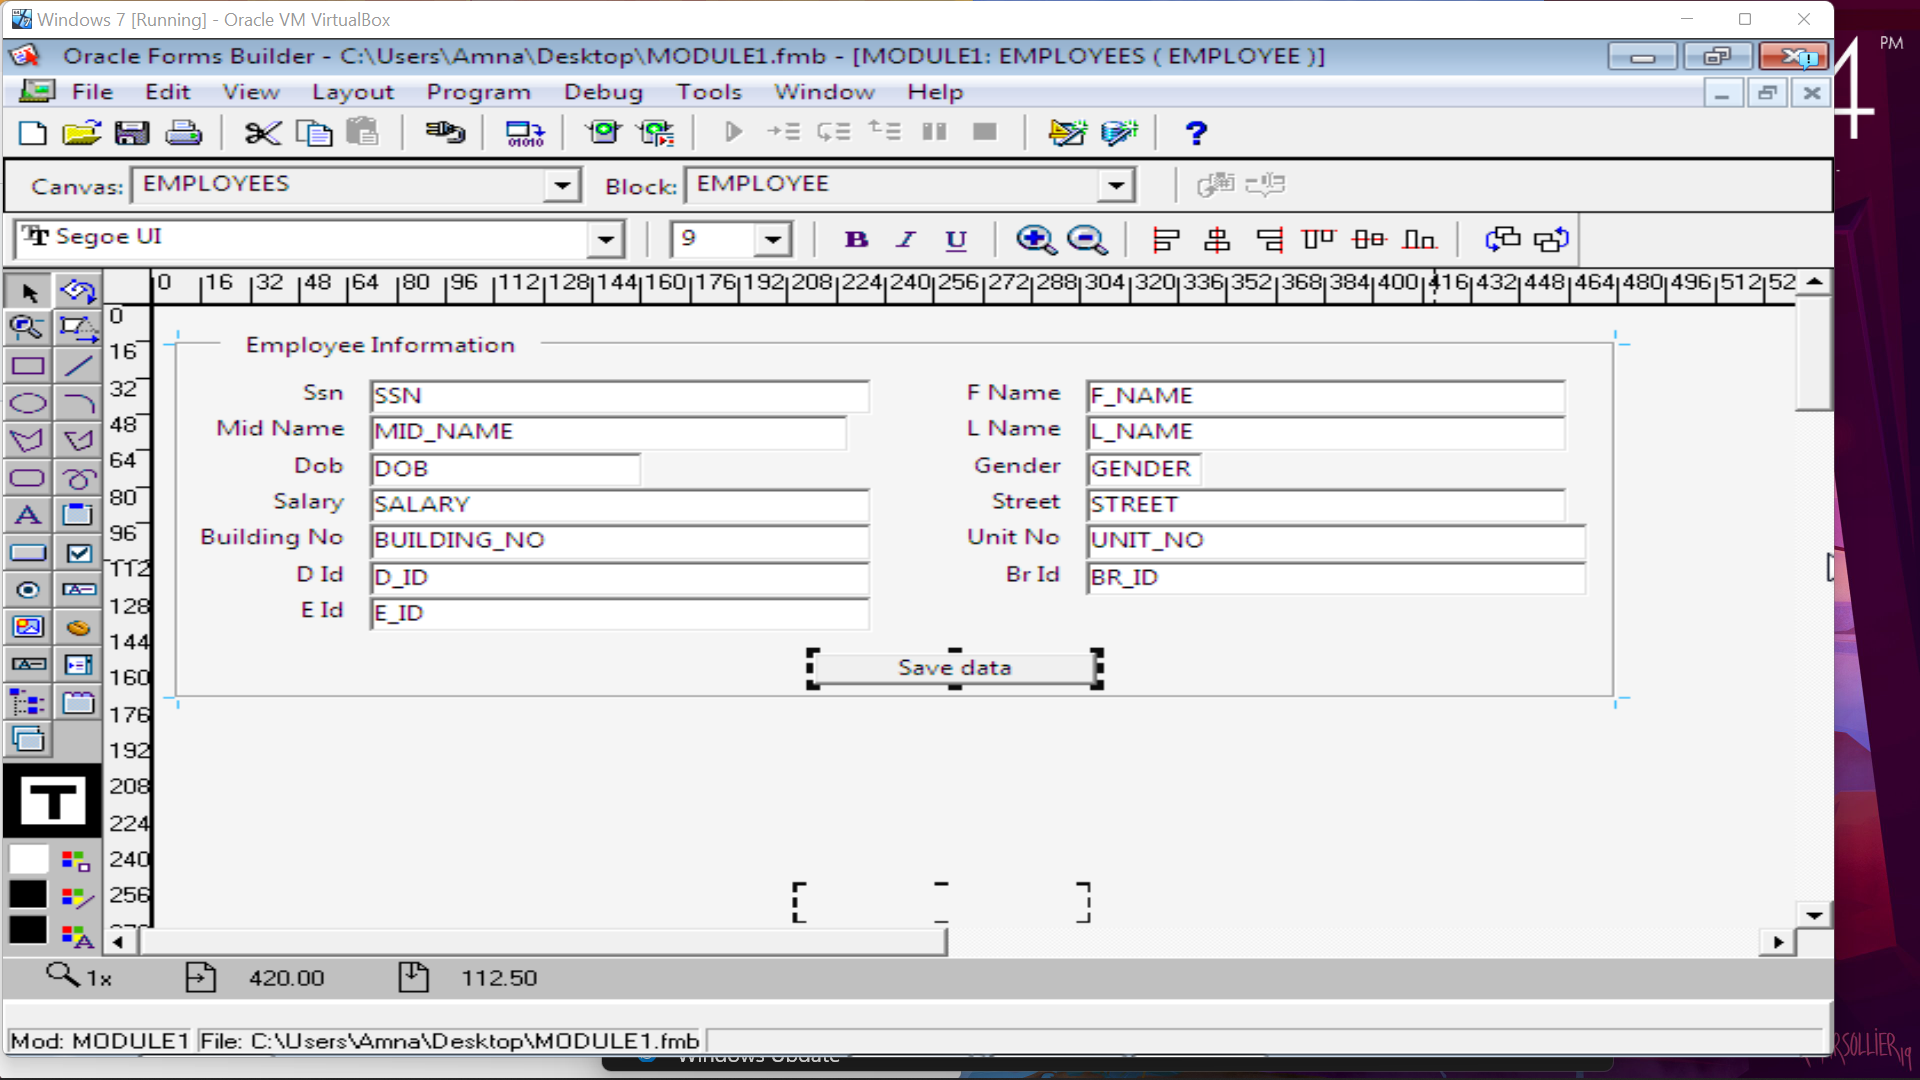 Windows 7 [Running] - Oracle VM VirtualBox
PM
4
Oracle Forms Builder - C:\Users\Amna\Desktop\MODULE1.fmb - [MODULE1: EMPLOYEES ( EMPLOYEE )]
File Edit View Layout Program Debug Tools Window Help
Canvas: EMPLOYEES Block: EMPLOYEE
Segoe UI 9 B I U
0 16 32 48 64 80 96 112 128 144 160 176 192 208 224 240 256 272 288 304 320 336 352 368 384 400 416 432 448 464 480 496 512 52
0
16
32
48
64
80
96
112
128
144
160
176
192
208
224
240
256
Employee Information
Ssn SSN F Name F_NAME
Mid Name MID_NAME L Name L_NAME
Dob DOB Gender GENDER
Salary SALARY Street STREET
Building No BUILDING_NO Unit No UNIT_NO
D Id D_ID Br Id BR_ID
E Id E_ID
Save data
1x 420.00 112.50
Mod: MODULE1 File: C:\Users\Amna\Desktop\MODULE1.fmb
Windows Update